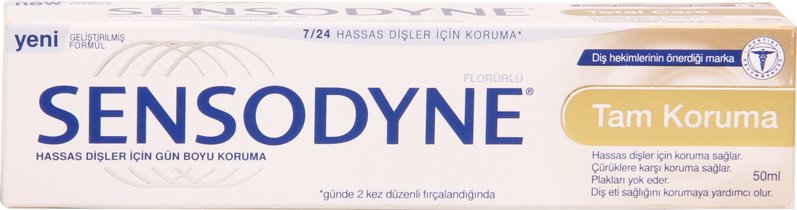 new
Total Care
yeni GELİŞTİRİLMİŞ
FORMÜL
7/24 HASSAS DİŞLER İÇİN KORUMA*
Diş hekimlerinin önerdiği marka
FLORÜRLÜ
SENSODYNE®
Tam Koruma
HASSAS DİŞLER İÇİN GÜN BOYU KORUMA
Hassas dişler için koruma sağlar.
Çürüklere karşı koruma sağlar.
Plakları yok eder.
50ml
Diş eti sağlığını korumaya yardımcı olur.
*günde 2 kez düzenli fırçalandığında